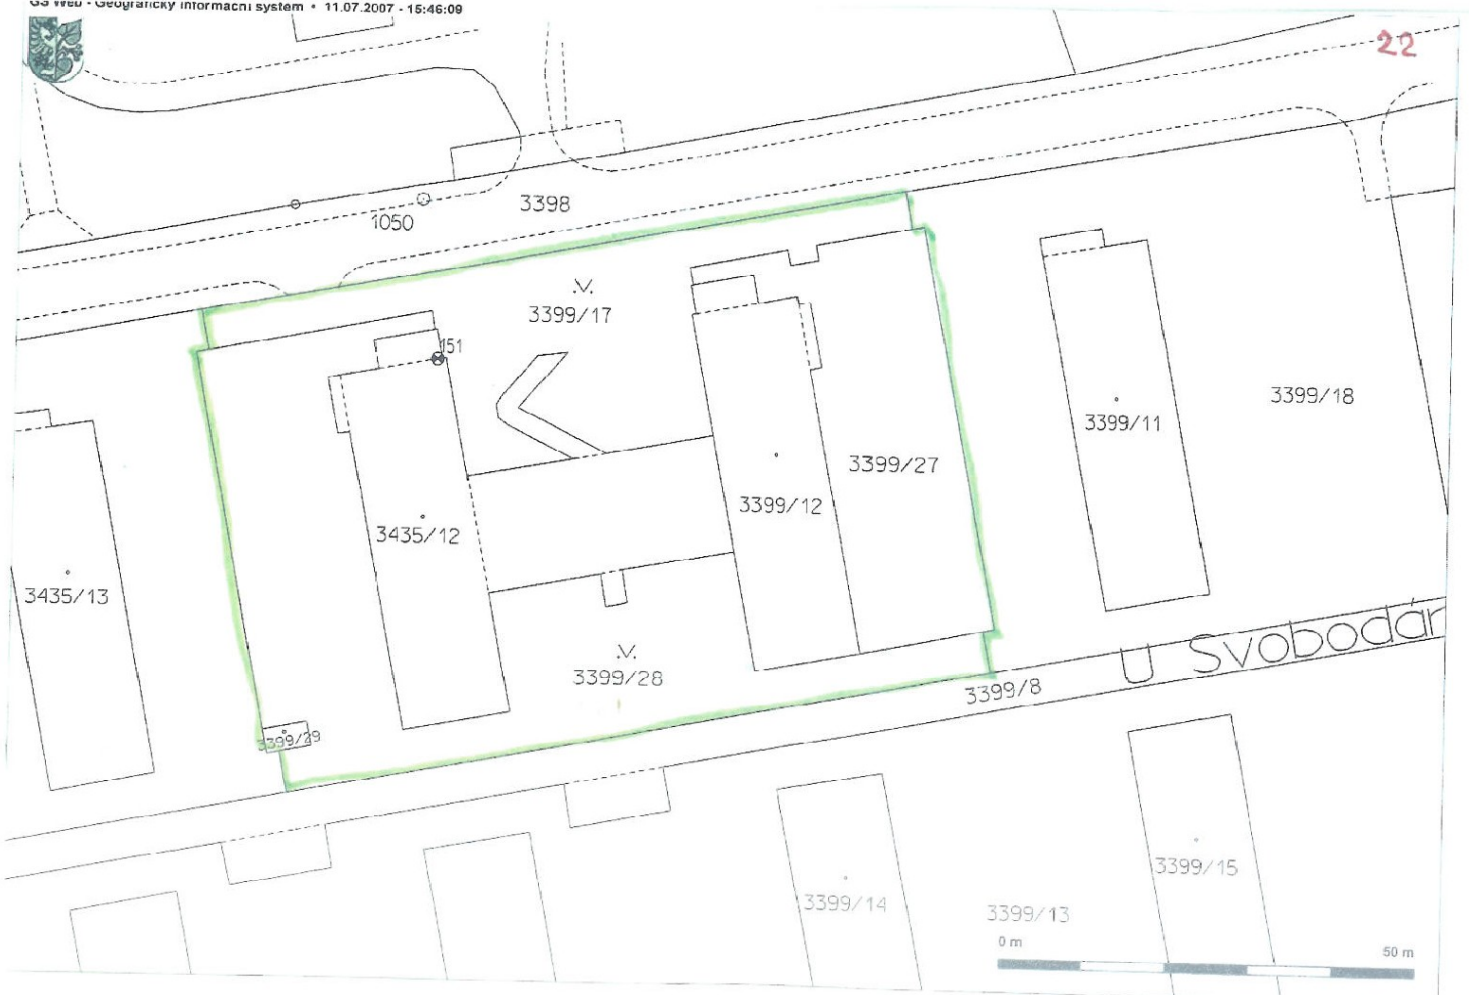 GS Web - Geografický informační systém • 11.07.2007 - 15:46:09
22
3398
1050
.V.
3399/17
151
3399/18
3399/11
3399/27
3399/12
3435/12
3435/13
U Svobodár
.V.
3399/28
3399/8
3399/29
3399/15
3399/14
3399/13
0 m
50 m